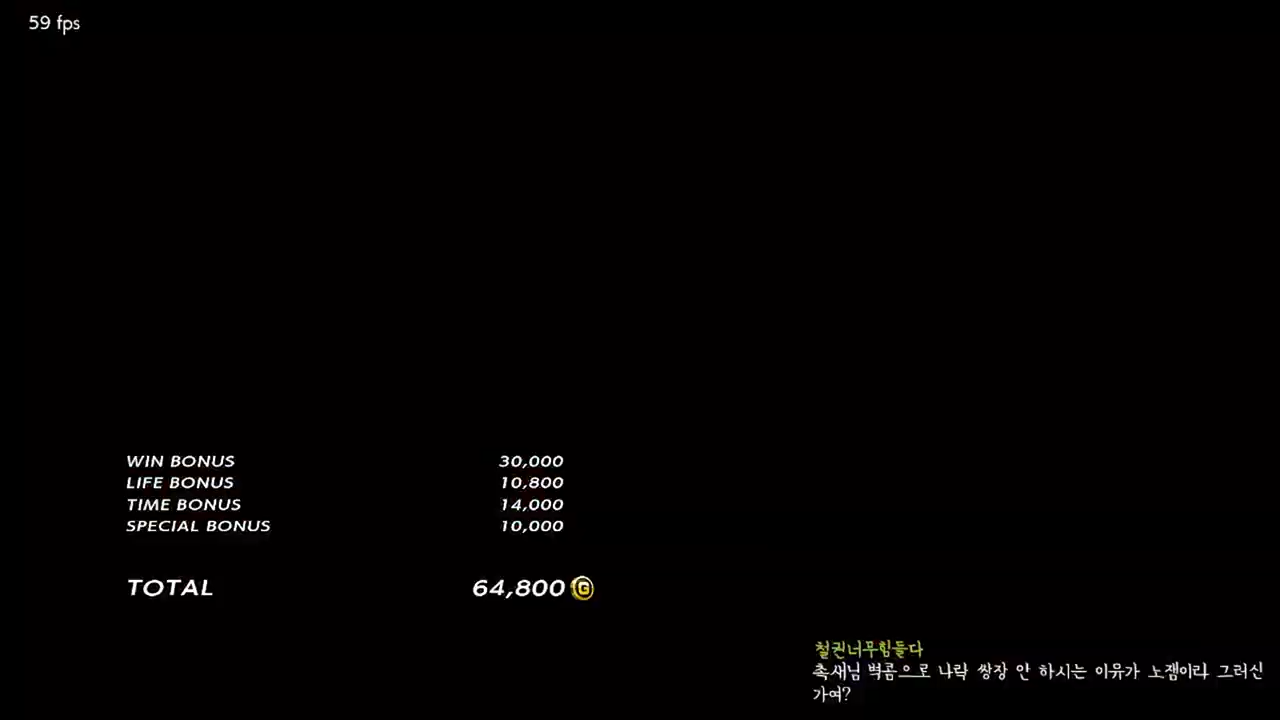 59 fps
WIN BONUS 30,000
LIFE BONUS 10,800
TIME BONUS 14,000
SPECIAL BONUS 10,000
TOTAL 64,800 G
철권너무힘들다
촉새님 벽콤으로 나락 쌍장 안 하시는 이유가 노잼이라 그러신
가여?